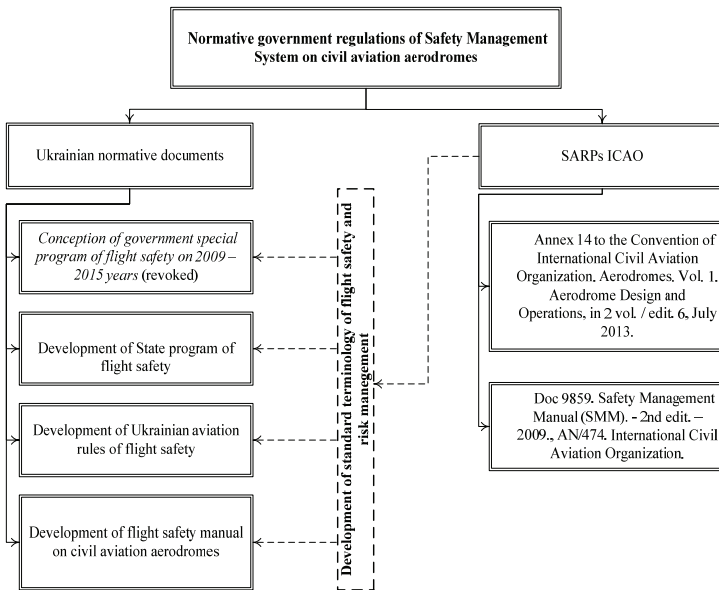 Normative government regulations of Safety Management
System on civil aviation aerodromes
Ukrainian normative documents
SARPs ICAO
Conception of government special
program of flight safety on 2009 –
2015 years (revoked)
Development of State program of
flight safety
Development of Ukrainian aviation
rules of flight safety
Development of flight safety manual
on civil aviation aerodromes
Development of standard terminology of flight safety and
risk manegement
Annex 14 to the Convention of
International Civil Aviation
Organization. Aerodromes. Vol. 1.
Aerodrome Design and
Operations, in 2 vol. / edit. 6, July
2013.
Doc 9859. Safety Management
Manual (SMM). - 2nd edit. –
2009., AN/474. International Civil
Aviation Organization.